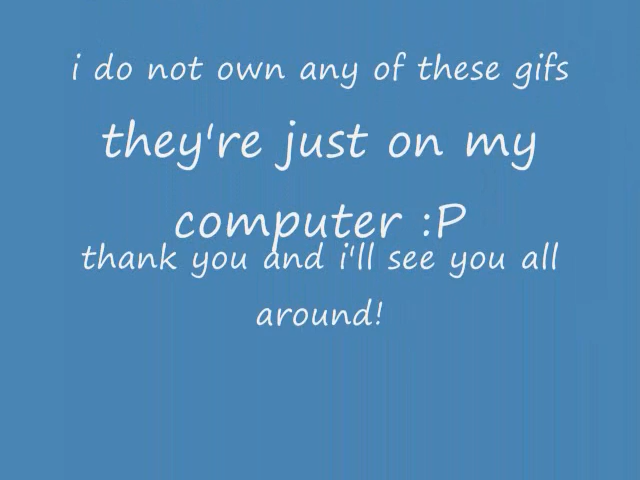 i do not own any of these gifs
they're just on my
computer :P
thank you and i'll see you all
around!